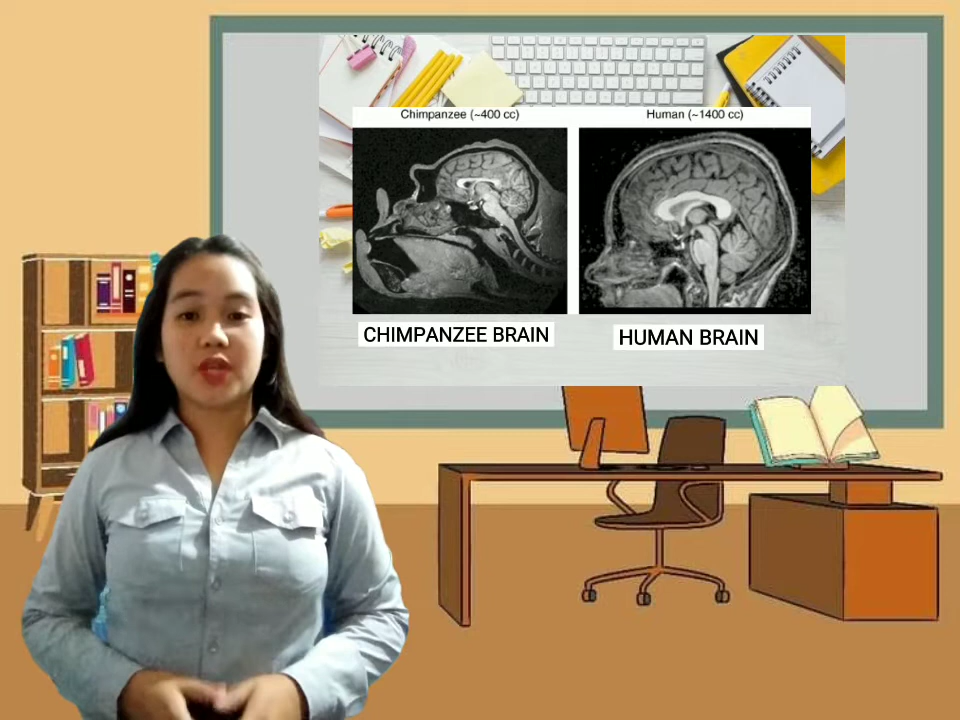 Chimpanzee (~400 cc)
Human (~1400 cc)
CHIMPANZEE BRAIN
HUMAN BRAIN